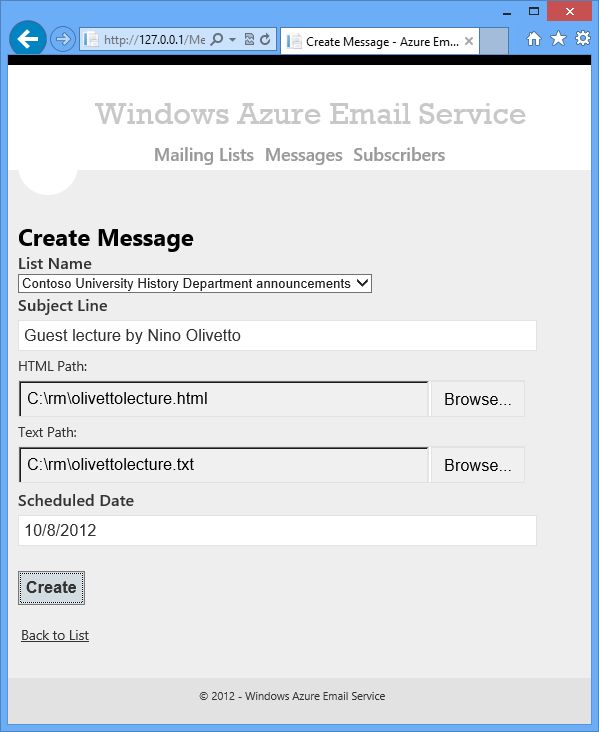 http://127.0.0.1/Me
Create Message - Azure Em...
Windows Azure Email Service
Mailing Lists Messages Subscribers
Create Message
List Name
Contoso University History Department announcements
Subject Line
Guest lecture by Nino Olivetto
HTML Path:
C:\rm\olivettolecture.html Browse...
Text Path:
C:\rm\olivettolecture.txt Browse...
Scheduled Date
10/8/2012
Create
Back to List
© 2012 - Windows Azure Email Service